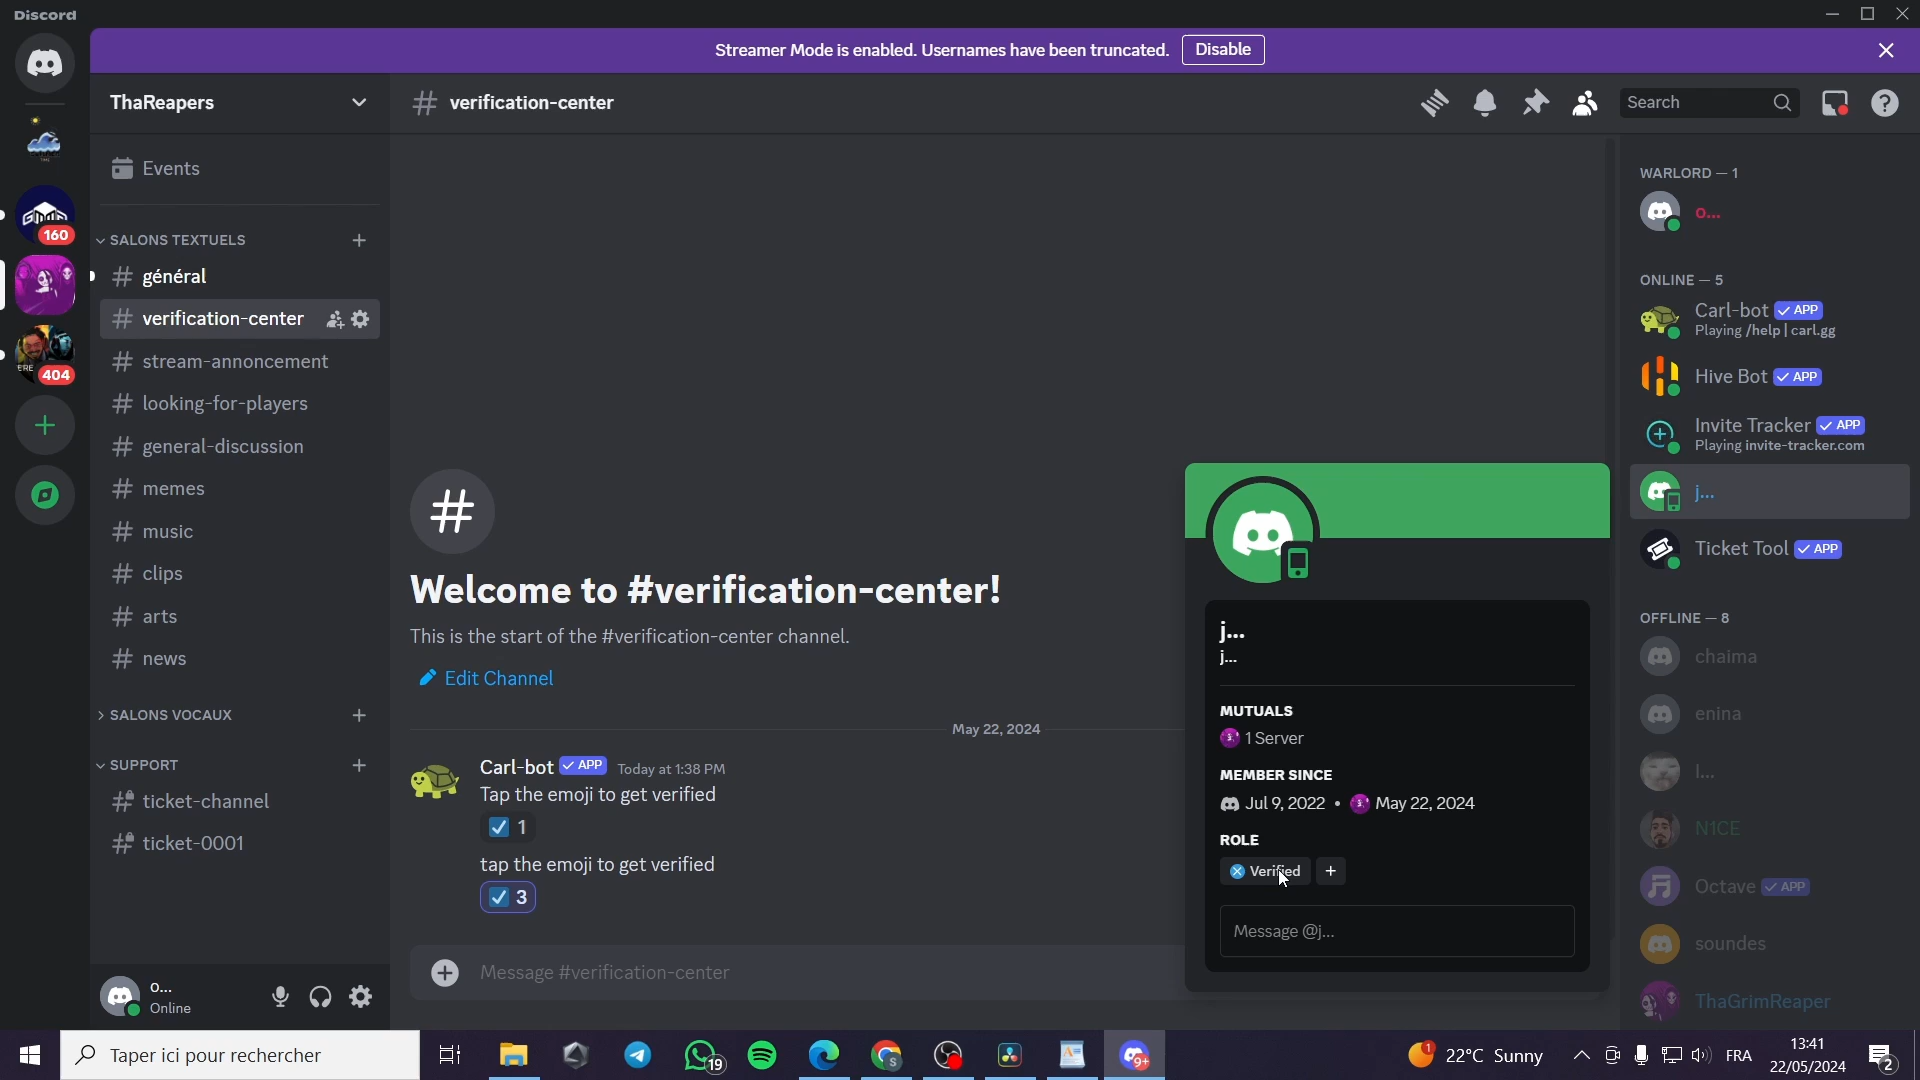 Discord
Streamer Mode is enabled. Usernames have been truncated. Disable
ThaReapers
verification-center
Search
160
404
ERE
Events
SALONS TEXTUELS
général
verification-center
stream-annoncement
looking-for-players
general-discussion
memes
music
clips
arts
news
SALONS VOCAUX
SUPPORT
ticket-channel
ticket-0001
o...
Online
Welcome to #verification-center!
This is the start of the #verification-center channel.
Edit Channel
May 22, 2024
Carl-bot APP Today at 1:38 PM
Tap the emoji to get verified
1
tap the emoji to get verified
3
Message #verification-center
j...
j...
MUTUALS
1 Server
MEMBER SINCE
Jul 9, 2022 • May 22, 2024
ROLE
Verified +
Message @j...
WARLORD — 1
o...
ONLINE — 5
Carl-bot APP
Playing /help | carl.gg
Hive Bot APP
Invite Tracker APP
Playing invite-tracker.com
j...
Ticket Tool APP
OFFLINE — 8
chaima
enina
l...
N1CE
Octave APP
soundes
ThaGrimReaper
Taper ici pour rechercher
19
9+
1
22°C Sunny
FRA
13:41
22/05/2024
2